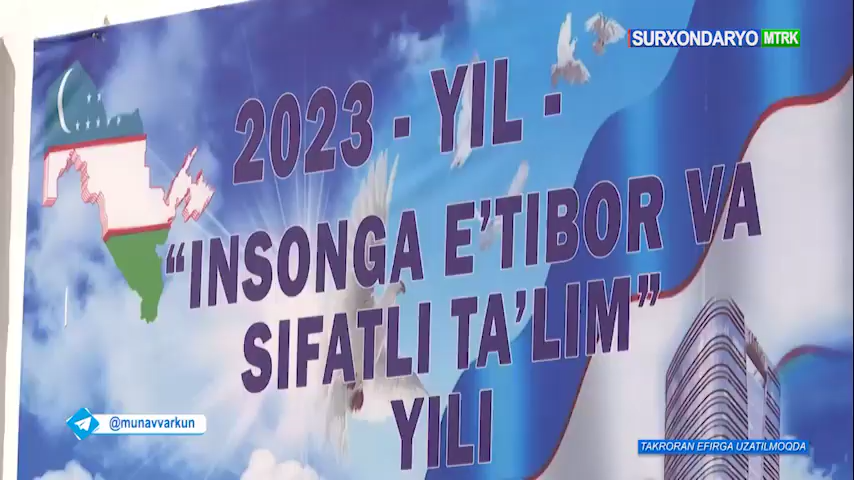 SURXONDARYO MTRK
2023 - YIL -
“INSONGA E’TIBOR VA
SIFATLI TA’LIM”
YILI
@munavvarkun
TAKRORAN EFIRGA UZATILMOQDA